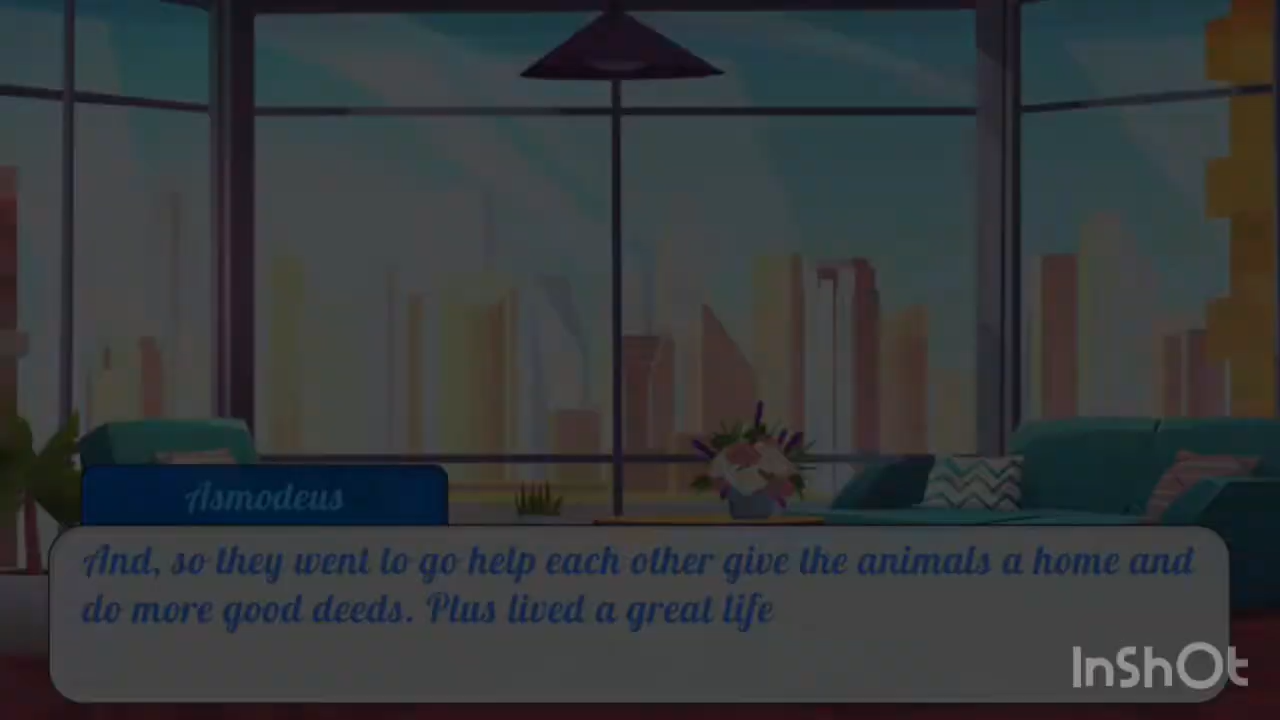 Asmodeus
And, so they went to go help each other give the animals a home and
do more good deeds. Plus lived a great life
InShOt